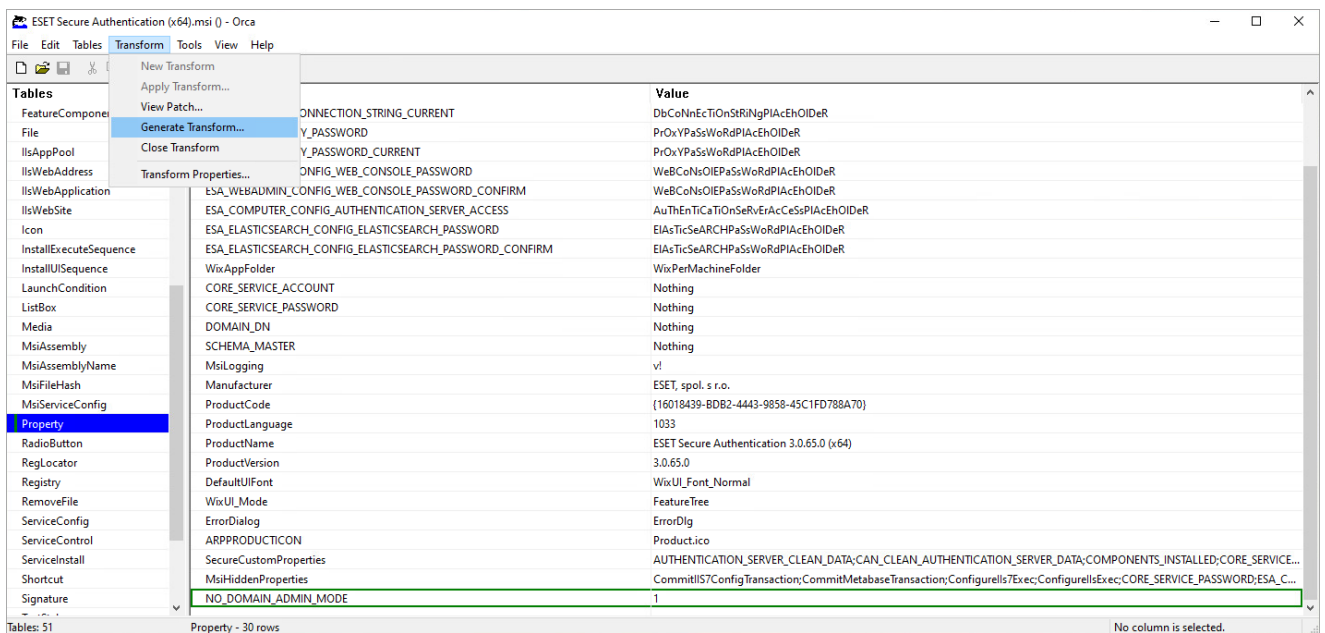 ESET Secure Authentication (x64).msi () - Orca
File Edit Tables Transform Tools View Help
New Transform
Apply Transform...
View Patch...
Generate Transform...
Close Transform
Transform Properties...
Tables Value
FeatureComponen ONNECTION_STRING_CURRENT DbCoNnEcTiOnStRiNgPlAcEhOlDeR
File Y_PASSWORD PrOxYPaSsWoRdPlAcEhOlDeR
IIsAppPool Y_PASSWORD_CURRENT PrOxYPaSsWoRdPlAcEhOlDeR
IIsWebAddress ONFIG_WEB_CONSOLE_PASSWORD WeBCoNsOlEPaSsWoRdPlAcEhOlDeR
IIsWebApplication ESA_WEBADMIN_CONFIG_WEB_CONSOLE_PASSWORD_CONFIRM WeBCoNsOlEPaSsWoRdPlAcEhOlDeR
IIsWebSite ESA_COMPUTER_CONFIG_AUTHENTICATION_SERVER_ACCESS AuThEnTiCaTiOnSeRvErAcCeSsPlAcEhOlDeR
Icon ESA_ELASTICSEARCH_CONFIG_ELASTICSEARCH_PASSWORD ElAsTicSeARCHPaSsWoRdPlAcEhOlDeR
InstallExecuteSequence ESA_ELASTICSEARCH_CONFIG_ELASTICSEARCH_PASSWORD_CONFIRM ElAsTicSeARCHPaSsWoRdPlAcEhOlDeR
InstallUISequence WixAppFolder WixPerMachineFolder
LaunchCondition CORE_SERVICE_ACCOUNT Nothing
ListBox CORE_SERVICE_PASSWORD Nothing
Media DOMAIN_DN Nothing
MsiAssembly SCHEMA_MASTER Nothing
MsiAssemblyName MsiLogging v!
MsiFileHash Manufacturer ESET, spol. s r.o.
MsiServiceConfig ProductCode {16018439-BDB2-4443-9858-45C1FD788A70}
Property ProductLanguage 1033
RadioButton ProductName ESET Secure Authentication 3.0.65.0 (x64)
RegLocator ProductVersion 3.0.65.0
Registry DefaultUIFont WixUI_Font_Normal
RemoveFile WixUI_Mode FeatureTree
ServiceConfig ErrorDialog ErrorDlg
ServiceControl ARPPRODUCTICON Product.ico
ServiceInstall SecureCustomProperties AUTHENTICATION_SERVER_CLEAN_DATA;CAN_CLEAN_AUTHENTICATION_SERVER_DATA;COMPONENTS_INSTALLED;CORE_SERVICE...
Shortcut MsiHiddenProperties CommitIIS7ConfigTransaction;CommitMetabaseTransaction;ConfigureIIs7Exec;ConfigureIIsExec;CORE_SERVICE_PASSWORD;ESA_C...
Signature NO_DOMAIN_ADMIN_MODE 1
Tables: 51 Property - 30 rows No column is selected.